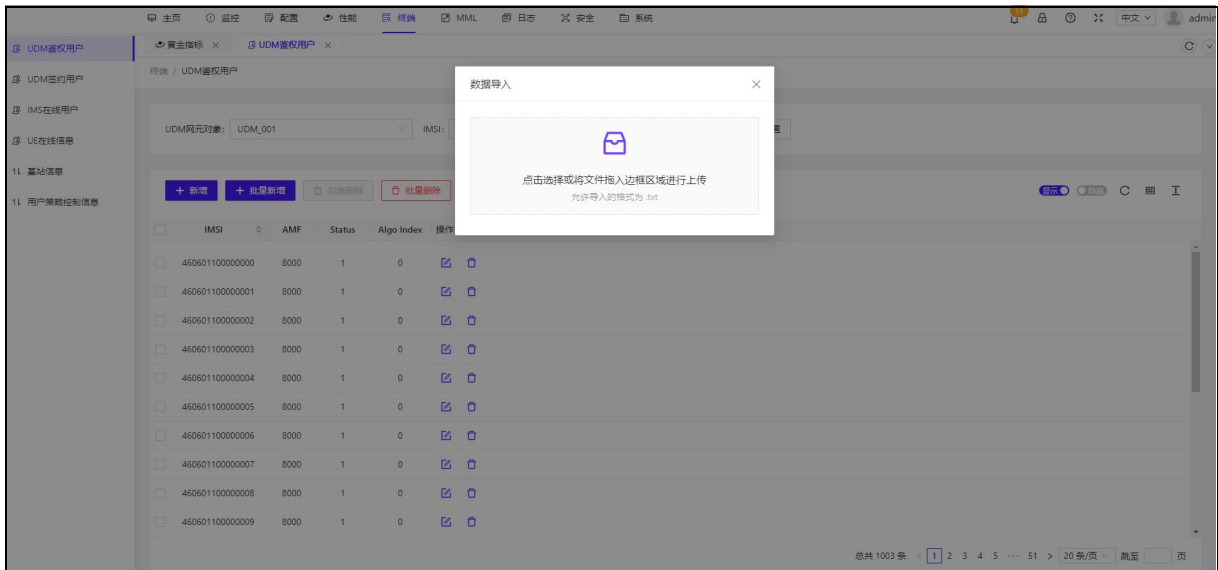 主页 监控 配置 性能 终端 MML 日志 安全 系统 11 中文 admin
UDM鉴权用户 黄金指标 UDM鉴权用户
UDM签约用户 终端 / UDM鉴权用户
数据导入
IMS在线用户
UE在线信息 UDM网元对象: UDM_001 IMSI:
基站信息
点击选择或将文件拖入边框区域进行上传
允许导入的格式为 .txt
新增 批量新增 勾选删除 批量删除 显示
用户策略控制信息
IMSI AMF Status Algo Index 操作
460601100000000 8000 1 0
460601100000001 8000 1 0
460601100000002 8000 1 0
460601100000003 8000 1 0
460601100000004 8000 1 0
460601100000005 8000 1 0
460601100000006 8000 1 0
460601100000007 8000 1 0
460601100000008 8000 1 0
460601100000009 8000 1 0
总共 1003 条 < 1 2 3 4 5 ··· 51 > 20 条/页 跳至 页